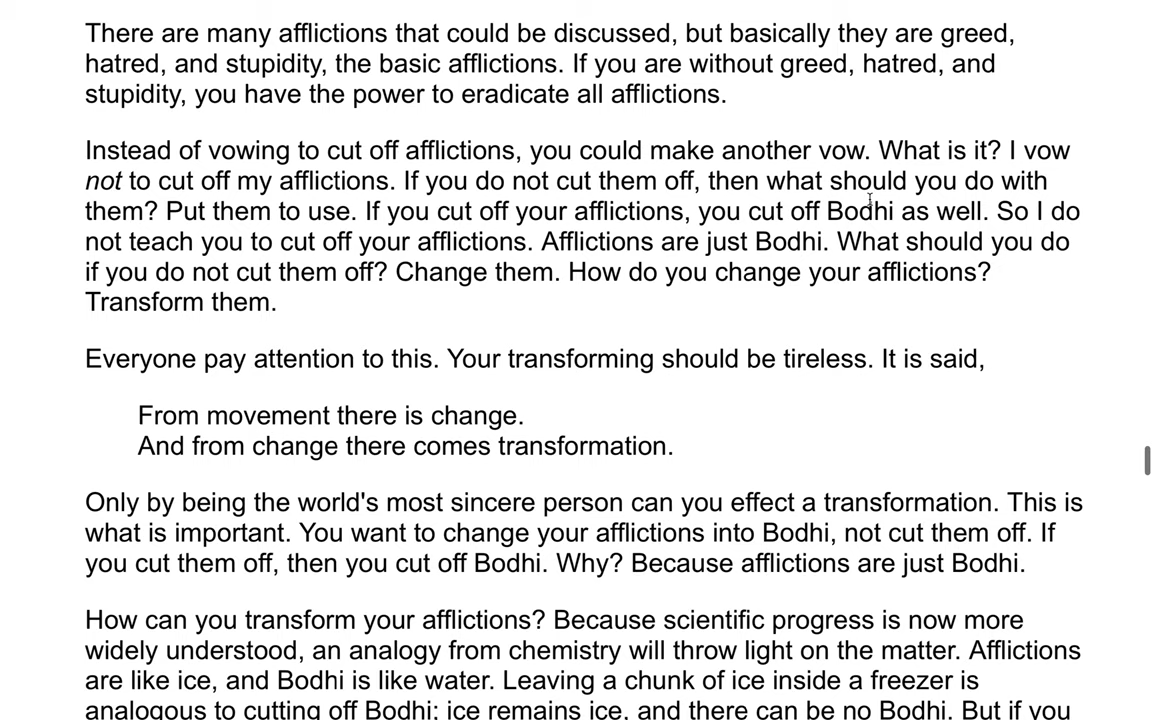 There are many afflictions that could be discussed, but basically they are greed,
hatred, and stupidity, the basic afflictions. If you are without greed, hatred, and
stupidity, you have the power to eradicate all afflictions.
Instead of vowing to cut off afflictions, you could make another vow. What is it? I vow
not to cut off my afflictions. If you do not cut them off, then what should you do with
them? Put them to use. If you cut off your afflictions, you cut off Bodhi as well. So I do
not teach you to cut off your afflictions. Afflictions are just Bodhi. What should you do
if you do not cut them off? Change them. How do you change your afflictions?
Transform them.
Everyone pay attention to this. Your transforming should be tireless. It is said,
From movement there is change.
And from change there comes transformation.
Only by being the world's most sincere person can you effect a transformation. This is
what is important. You want to change your afflictions into Bodhi, not cut them off. If
you cut them off, then you cut off Bodhi. Why? Because afflictions are just Bodhi.
How can you transform your afflictions? Because scientific progress is now more
widely understood, an analogy from chemistry will throw light on the matter. Afflictions
are like ice, and Bodhi is like water. Leaving a chunk of ice inside a freezer is
analogous to cutting off Bodhi; ice remains ice, and there can be no Bodhi. But if you